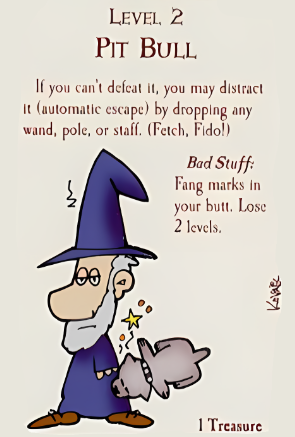 LEVEL 2
PIT BULL
If you can't defeat it, you may distract
it (automatic escape) by dropping any
wand, pole, or staff. (Fetch, Fido!)
Bad Stuff:
Fang marks in
your butt. Lose
2 levels.
KOVALIC
1 Treasure